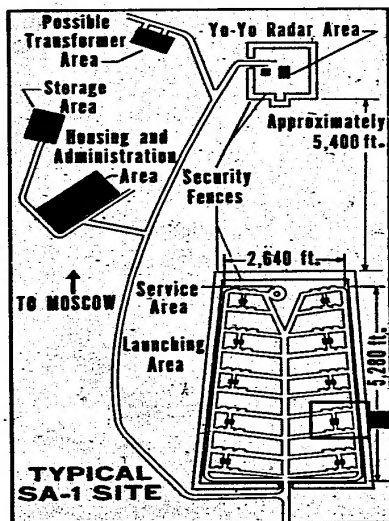 Possible
Transformer
Area
Yo-Yo Radar Area
Storage
Area
Housing and
Administration
Area
Approximately
5,400 ft.
Security
Fences
TO MOSCOW
2,640 ft.
Service
Area
Launching
Area
5,280 ft.
TYPICAL
SA-1 SITE